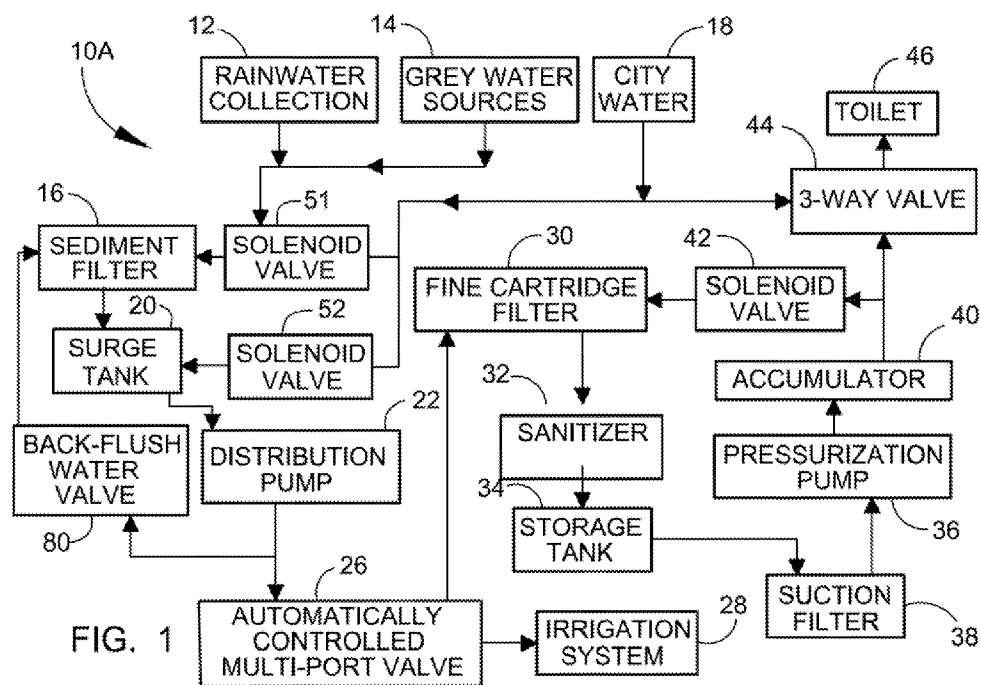 12
14
18
10A
RAINWATER
COLLECTION
GREY WATER
SOURCES
CITY
WATER
46
TOILET
44
3-WAY VALVE
16
51
SEDIMENT
FILTER
SOLENOID
VALVE
30
42
FINE CARTRIDGE
FILTER
SOLENOID
VALVE
20
52
SURGE
TANK
SOLENOID
VALVE
40
ACCUMULATOR
32
22
SANITIZER
BACK-FLUSH
WATER
VALVE
DISTRIBUTION
PUMP
PRESSURIZATION
PUMP
34
36
80
STORAGE
TANK
26
SUCTION
FILTER
38
FIG. 1
AUTOMATICALLY
CONTROLLED
MULTI-PORT VALVE
IRRIGATION
SYSTEM
28